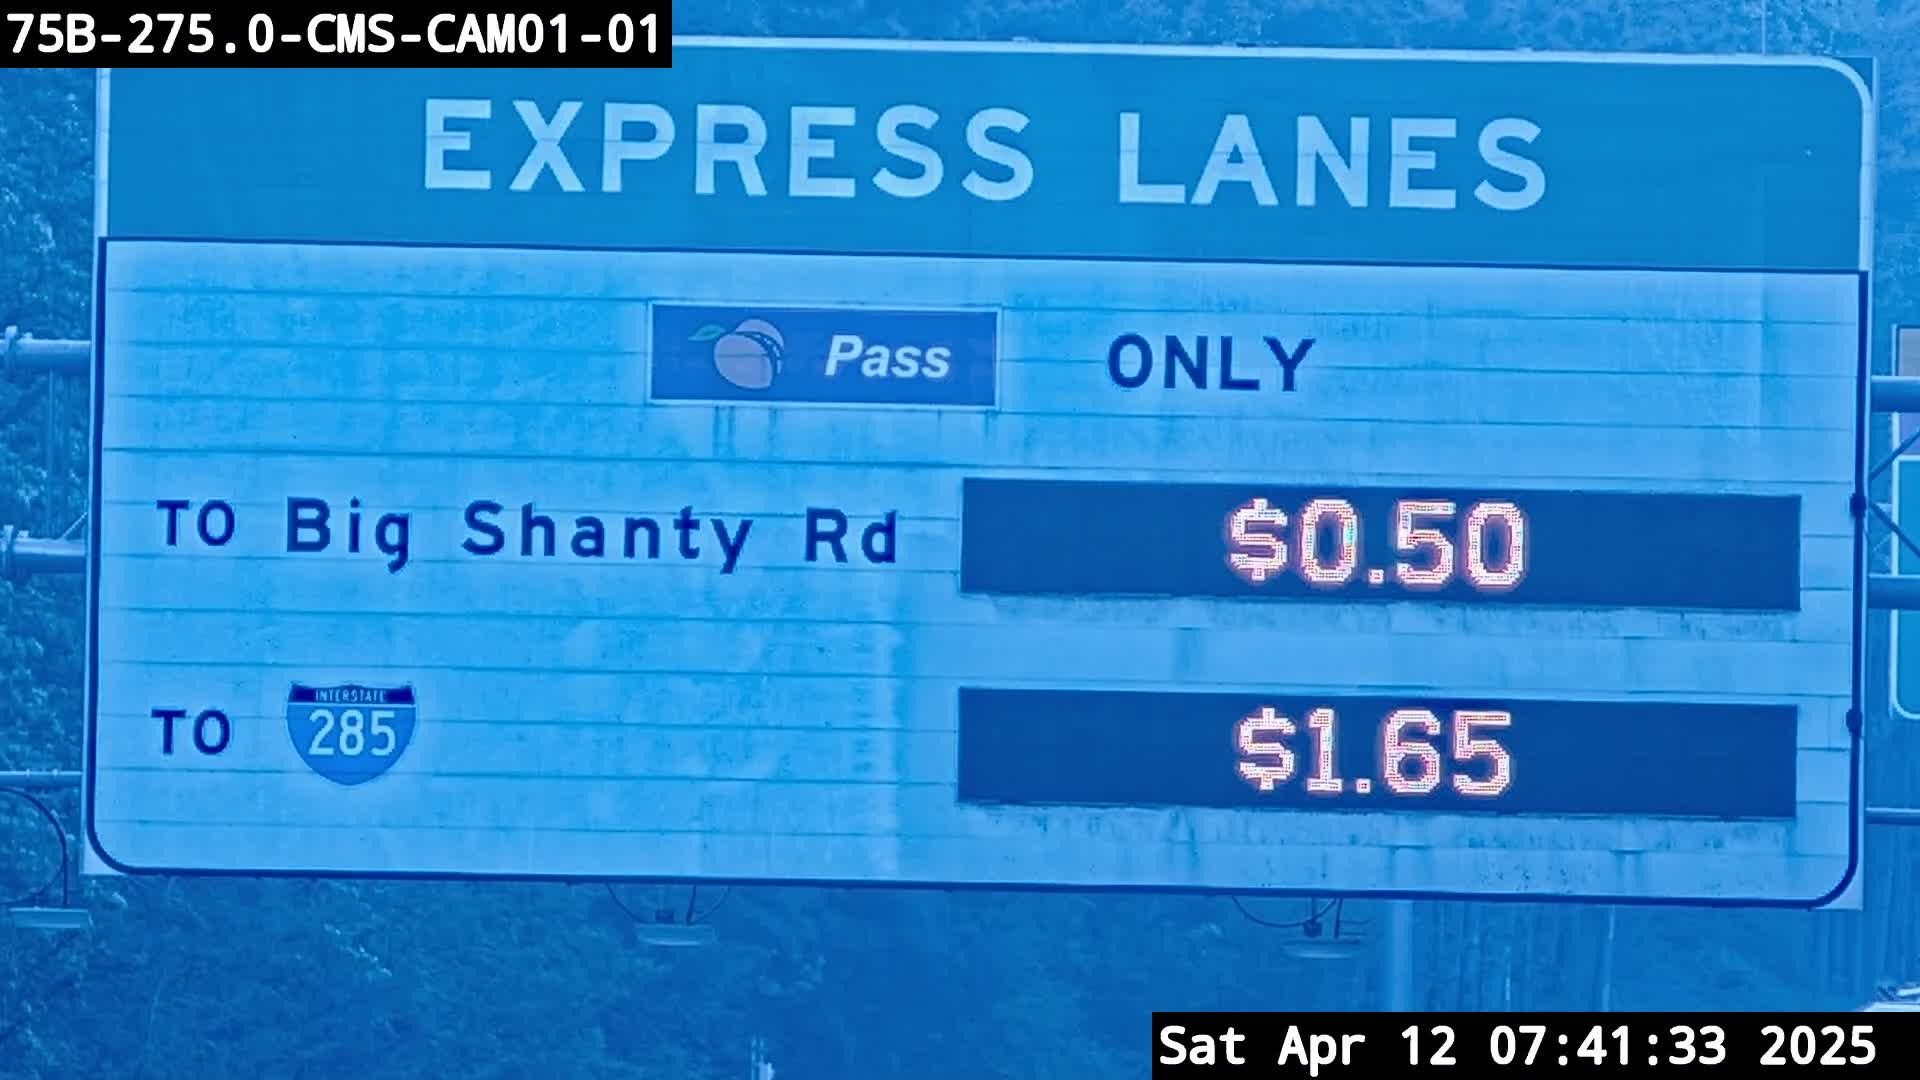 75B-275.0-CMS-CAM01-01
EXPRESS LANES
Pass ONLY
TO Big Shanty Rd $0.50
INTERSTATE
TO 285 $1.65
Sat Apr 12 07:41:33 2025